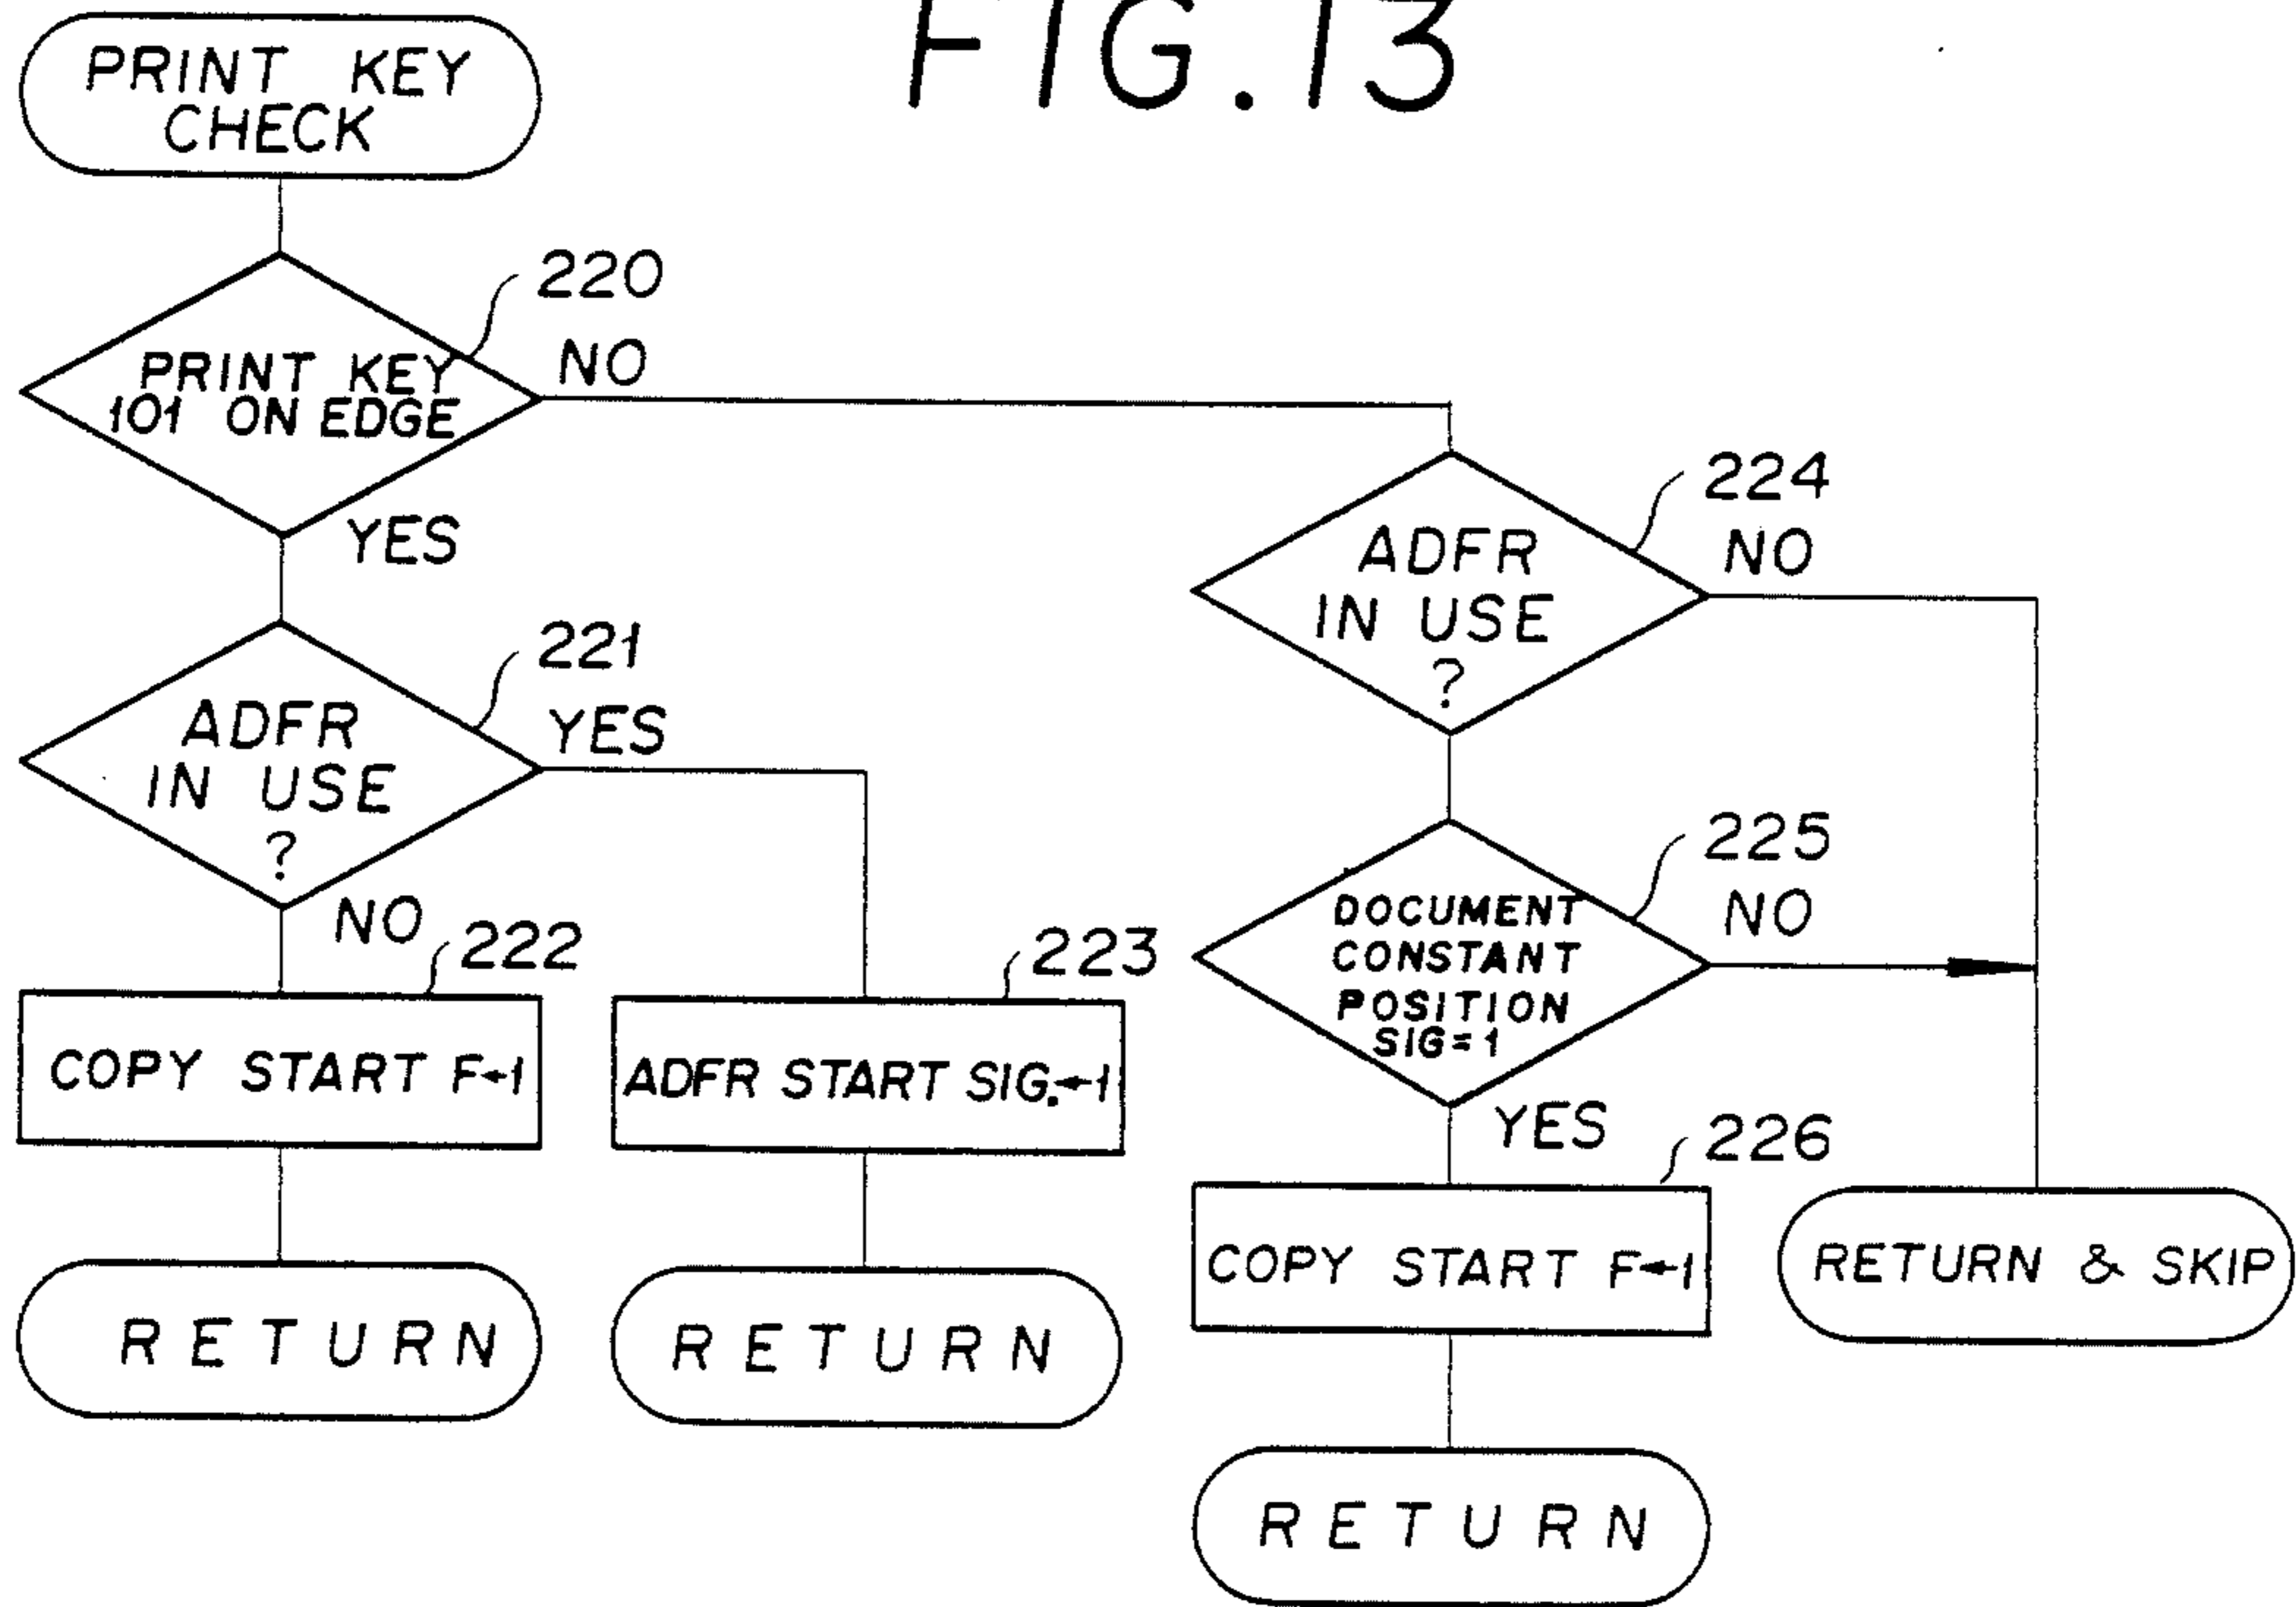 FIG.13
PRINT KEY
CHECK
220
PRINT KEY
101 ON EDGE
NO
YES
224
ADFR
IN USE
?
NO
221
ADFR
IN USE
?
YES
NO
225
DOCUMENT
CONSTANT
POSITION
SIG=1
NO
YES
222
COPY START F←1
223
ADFR START SIG.←1
226
COPY START F←1
RETURN & SKIP
RETURN
RETURN
RETURN